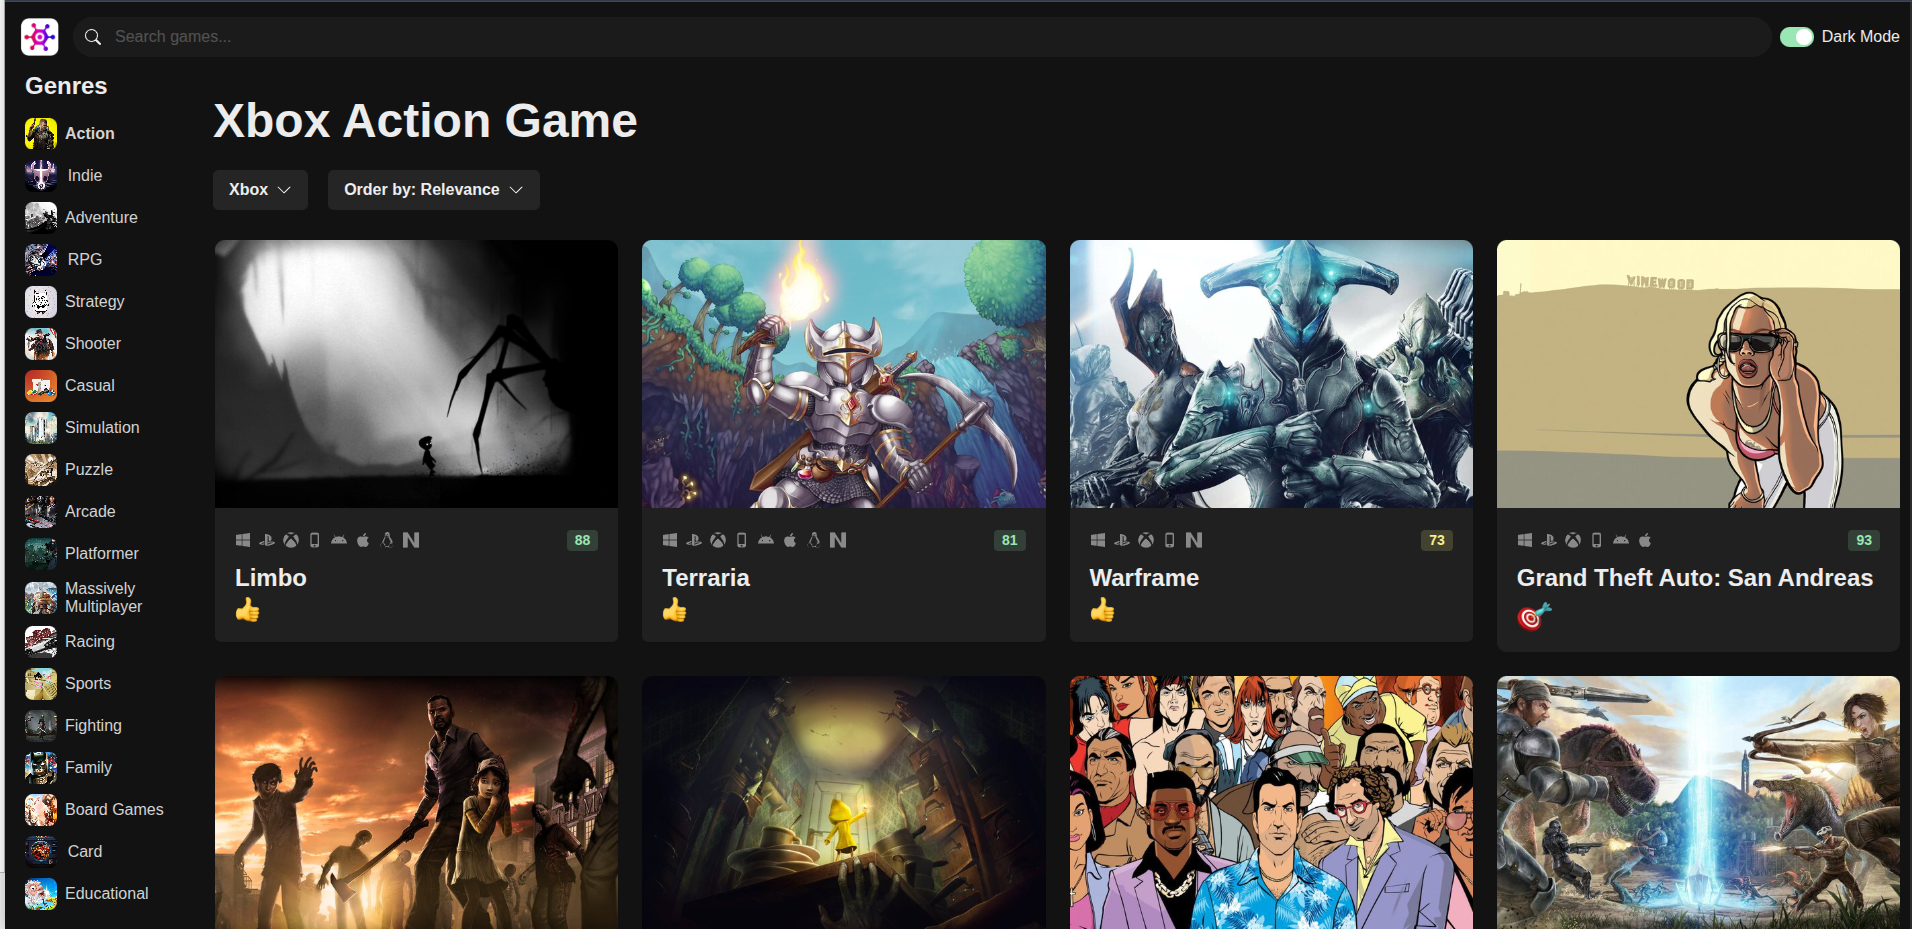 Search games...
Dark Mode
Genres
Action
Indie
Adventure
RPG
Strategy
Shooter
Casual
Simulation
Puzzle
Arcade
Platformer
Massively
Multiplayer
Racing
Sports
Fighting
Family
Board Games
Card
Educational
Xbox Action Game
Xbox
Order by: Relevance
VINEWOOD
88
Limbo
81
Terraria
73
Warframe
93
Grand Theft Auto: San Andreas